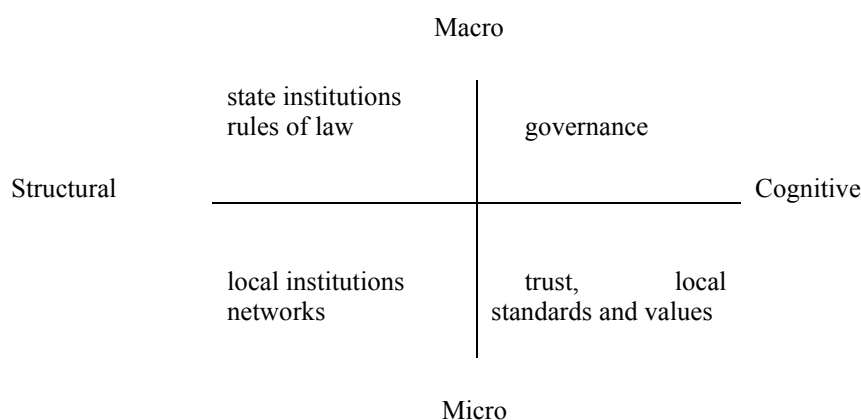 Macro
state institutions
rules of law
governance
Structural
Cognitive
local institutions
networks
trust, local
standards and values
Micro